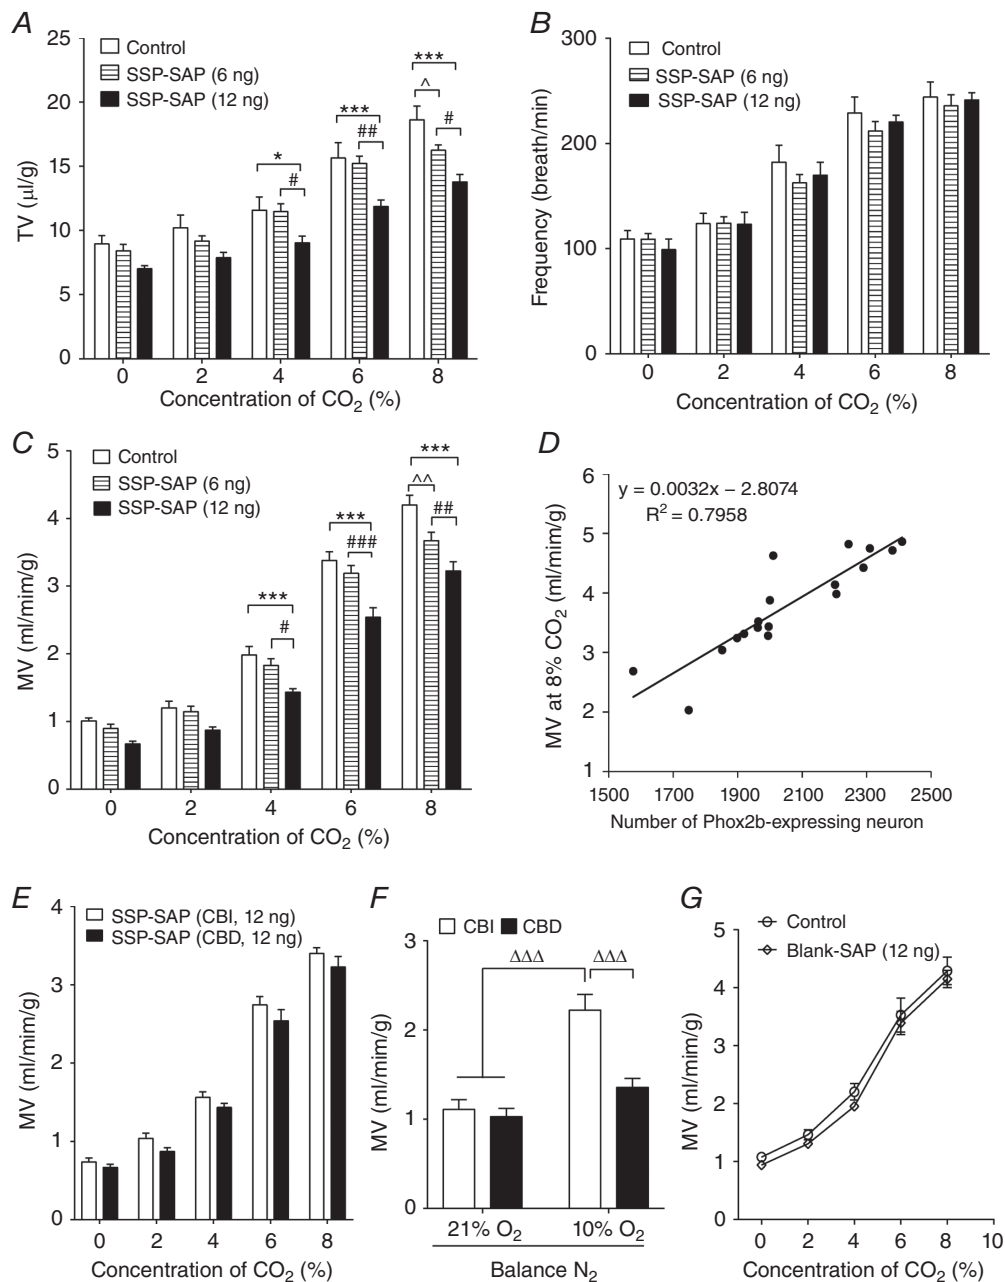 A
Control
SSP-SAP (6 ng)
SSP-SAP (12 ng)
***
^
#
***
##
*
#
25
20
15
10
5
0
TV (μl/g)
0 2 4 6 8
Concentration of CO₂ (%)
B
Control
SSP-SAP (6 ng)
SSP-SAP (12 ng)
300
200
100
0
Frequency (breath/min)
0 2 4 6 8
Concentration of CO₂ (%)
C
Control
SSP-SAP (6 ng)
SSP-SAP (12 ng)
***
^^
##
***
###
***
#
5
4
3
2
1
0
MV (ml/mim/g)
0 2 4 6 8
Concentration of CO₂ (%)
D
y = 0.0032x − 2.8074
R² = 0.7958
6
5
4
3
2
1
MV at 8% CO₂ (ml/mim/g)
1500 1700 1900 2100 2300 2500
Number of Phox2b-expressing neuron
E
SSP-SAP (CBI, 12 ng)
SSP-SAP (CBD, 12 ng)
4
3
2
1
0
MV (ml/mim/g)
0 2 4 6 8
Concentration of CO₂ (%)
F
CBI CBD
ΔΔΔ ΔΔΔ
3
2
1
0
MV (ml/mim/g)
21% O₂ 10% O₂
Balance N₂
G
Control
Blank-SAP (12 ng)
5
4
3
2
1
0
MV (ml/mim/g)
0 2 4 6 8 10
Concentration of CO₂ (%)